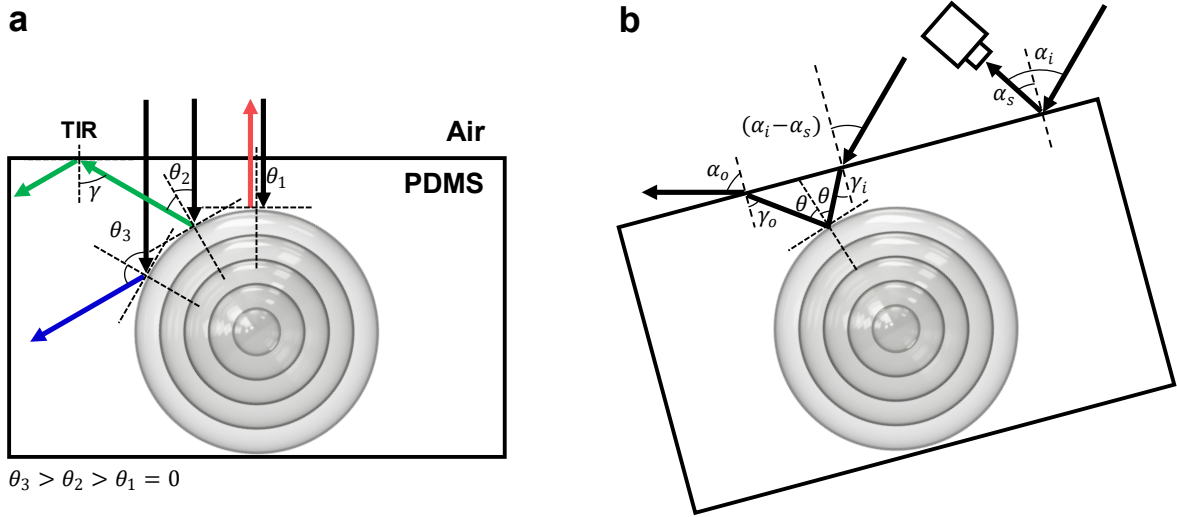 a
TIR
Air
PDMS
θ₁
θ₂
γ
θ₃
θ₃ > θ₂ > θ₁ = 0
b
αᵢ
αₛ
(αᵢ−αₛ)
αₒ
γᵢ
θ
θ
γₒ